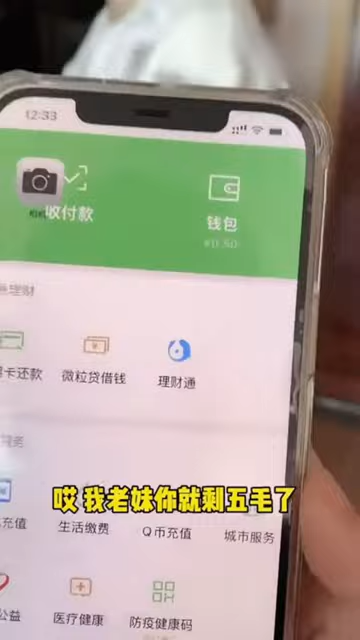 12:33
收付款
钱包
¥0.50
理财
卡还款
微粒贷借钱
理财通
哎 我老妹你就剩五毛了
充值
生活缴费
Q币充值
城市服务
公益
医疗健康
防疫健康码